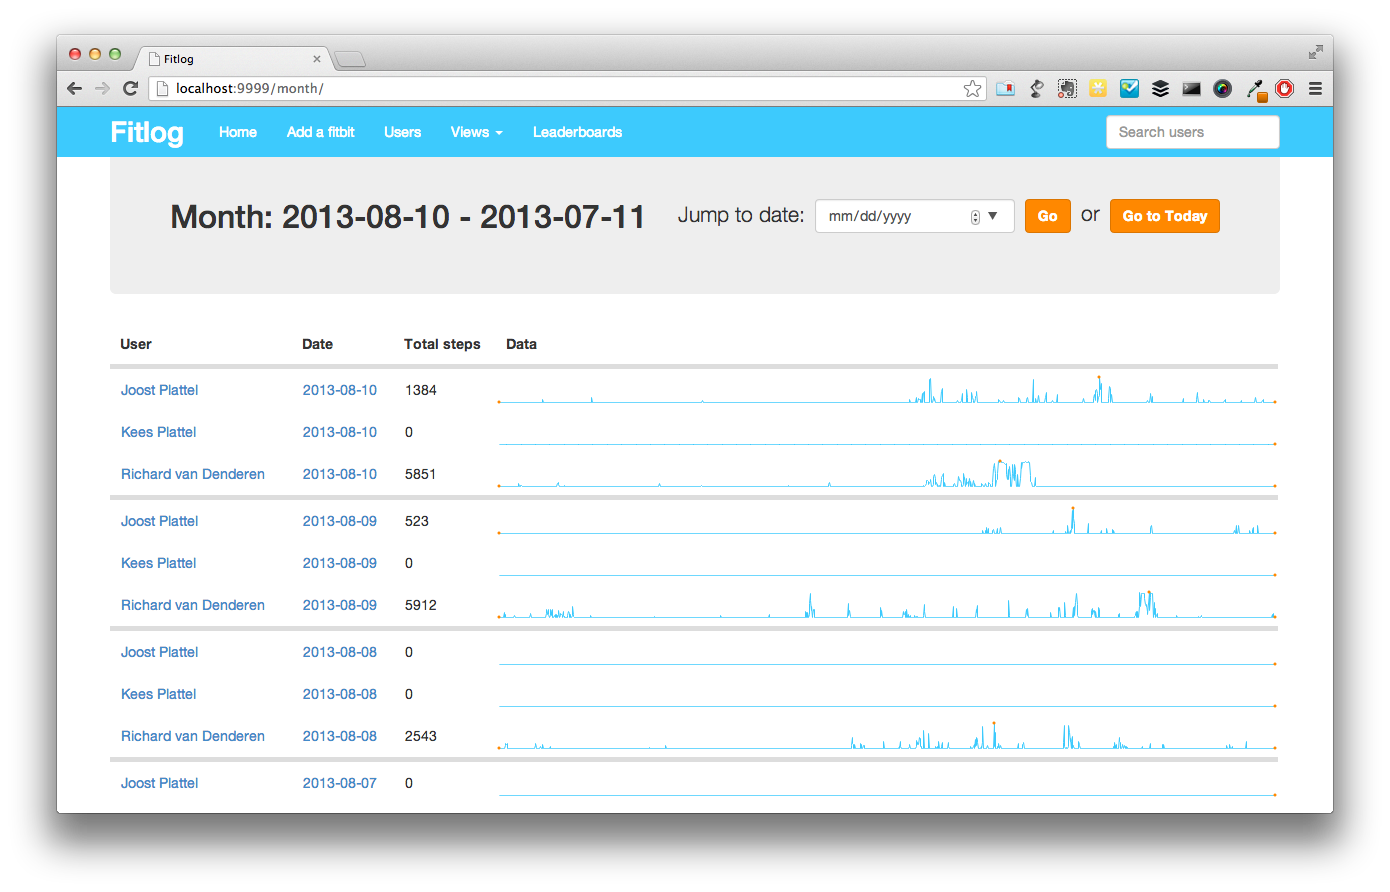 Fitlog
localhost:9999/month/
Fitlog Home Add a fitbit Users Views Leaderboards Search users
Month: 2013-08-10 - 2013-07-11 Jump to date: mm/dd/yyyy Go or Go to Today
User Date Total steps Data
Joost Plattel 2013-08-10 1384
Kees Plattel 2013-08-10 0
Richard van Denderen 2013-08-10 5851
Joost Plattel 2013-08-09 523
Kees Plattel 2013-08-09 0
Richard van Denderen 2013-08-09 5912
Joost Plattel 2013-08-08 0
Kees Plattel 2013-08-08 0
Richard van Denderen 2013-08-08 2543
Joost Plattel 2013-08-07 0